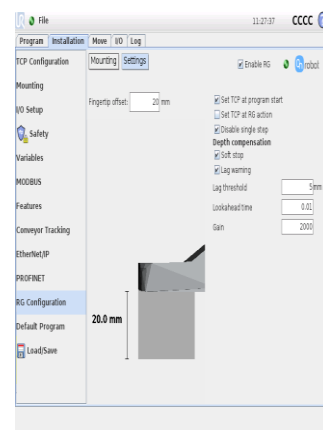 File
11:27:37
CCCC
Program Installation Move I/O Log
TCP Configuration
Mounting
I/O Setup
Safety
Variables
MODBUS
Features
Conveyor Tracking
EtherNet/IP
PROFINET
RG Configuration
Default Program
Load/Save
Mounting Settings
Enable RG
On robot
Fingertip offset: 20 mm
Set TCP at program start
Set TCP at RG action
Disable single step
Depth compensation
Soft stop
Lag warning
Lag threshold 5mm
Lookahead time 0.01
Gain 2000
20.0 mm